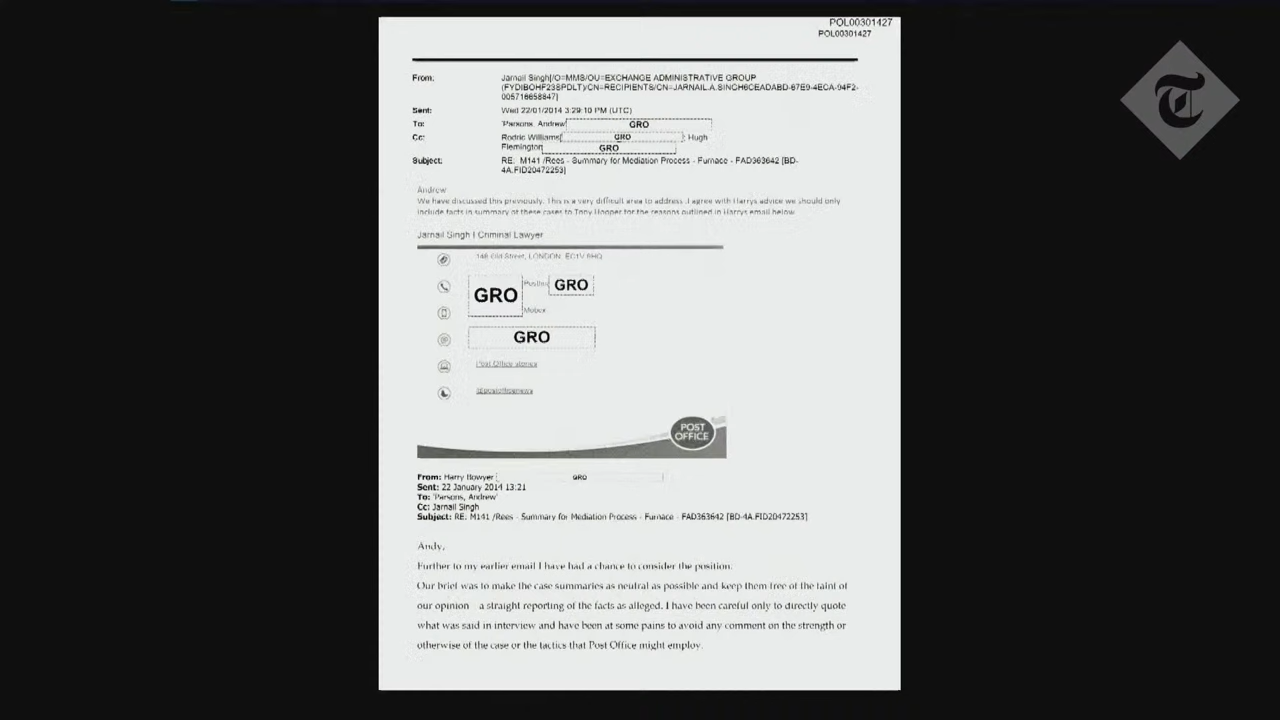 POL00301427
POL00301427
From: Jarnail Singh[/O=MMS/OU=EXCHANGE ADMINISTRATIVE GROUP
(FYDIBOHF23SPDLT)/CN=RECIPIENTS/CN=JARNAIL.A.SINGH6CEADABD-67E9-4ECA-94F2-
005716658847]
Sent: Wed 22/01/2014 3:29:10 PM (UTC)
To: 'Parsons, Andrew' GRO
Cc: Rodric Williams GRO ; Hugh
Flemington GRO
Subject: RE: M141 /Rees - Summary for Mediation Process - Furnace - FAD363642 [BD-
4A.FID20472253]
Andrew
We have discussed this previously. This is a very difficult area to address .I agree with Harrys advice we should only
include facts in summary of these cases to Tony Hooper for the reasons outlined in Harrys email below
Jarnail Singh I Criminal Lawyer
148 Old Street, LONDON, EC1V 9HQ
GRO Postline GRO
Mobex
GRO
Post Office stories
@postofficenews
POST
OFFICE
From: Harry Bowyer GRO
Sent: 22 January 2014 13:21
To: 'Parsons, Andrew'
Cc: Jarnail Singh
Subject: RE: M141 /Rees - Summary for Mediation Process - Furnace - FAD363642 [BD-4A.FID20472253]
Andy,
Further to my earlier email I have had a chance to consider the position.
Our brief was to make the case summaries as neutral as possible and keep them free of the taint of
our opinion – a straight reporting of the facts as alleged. I have been careful only to directly quote
what was said in interview and have been at some pains to avoid any comment on the strength or
otherwise of the case or the tactics that Post Office might employ.